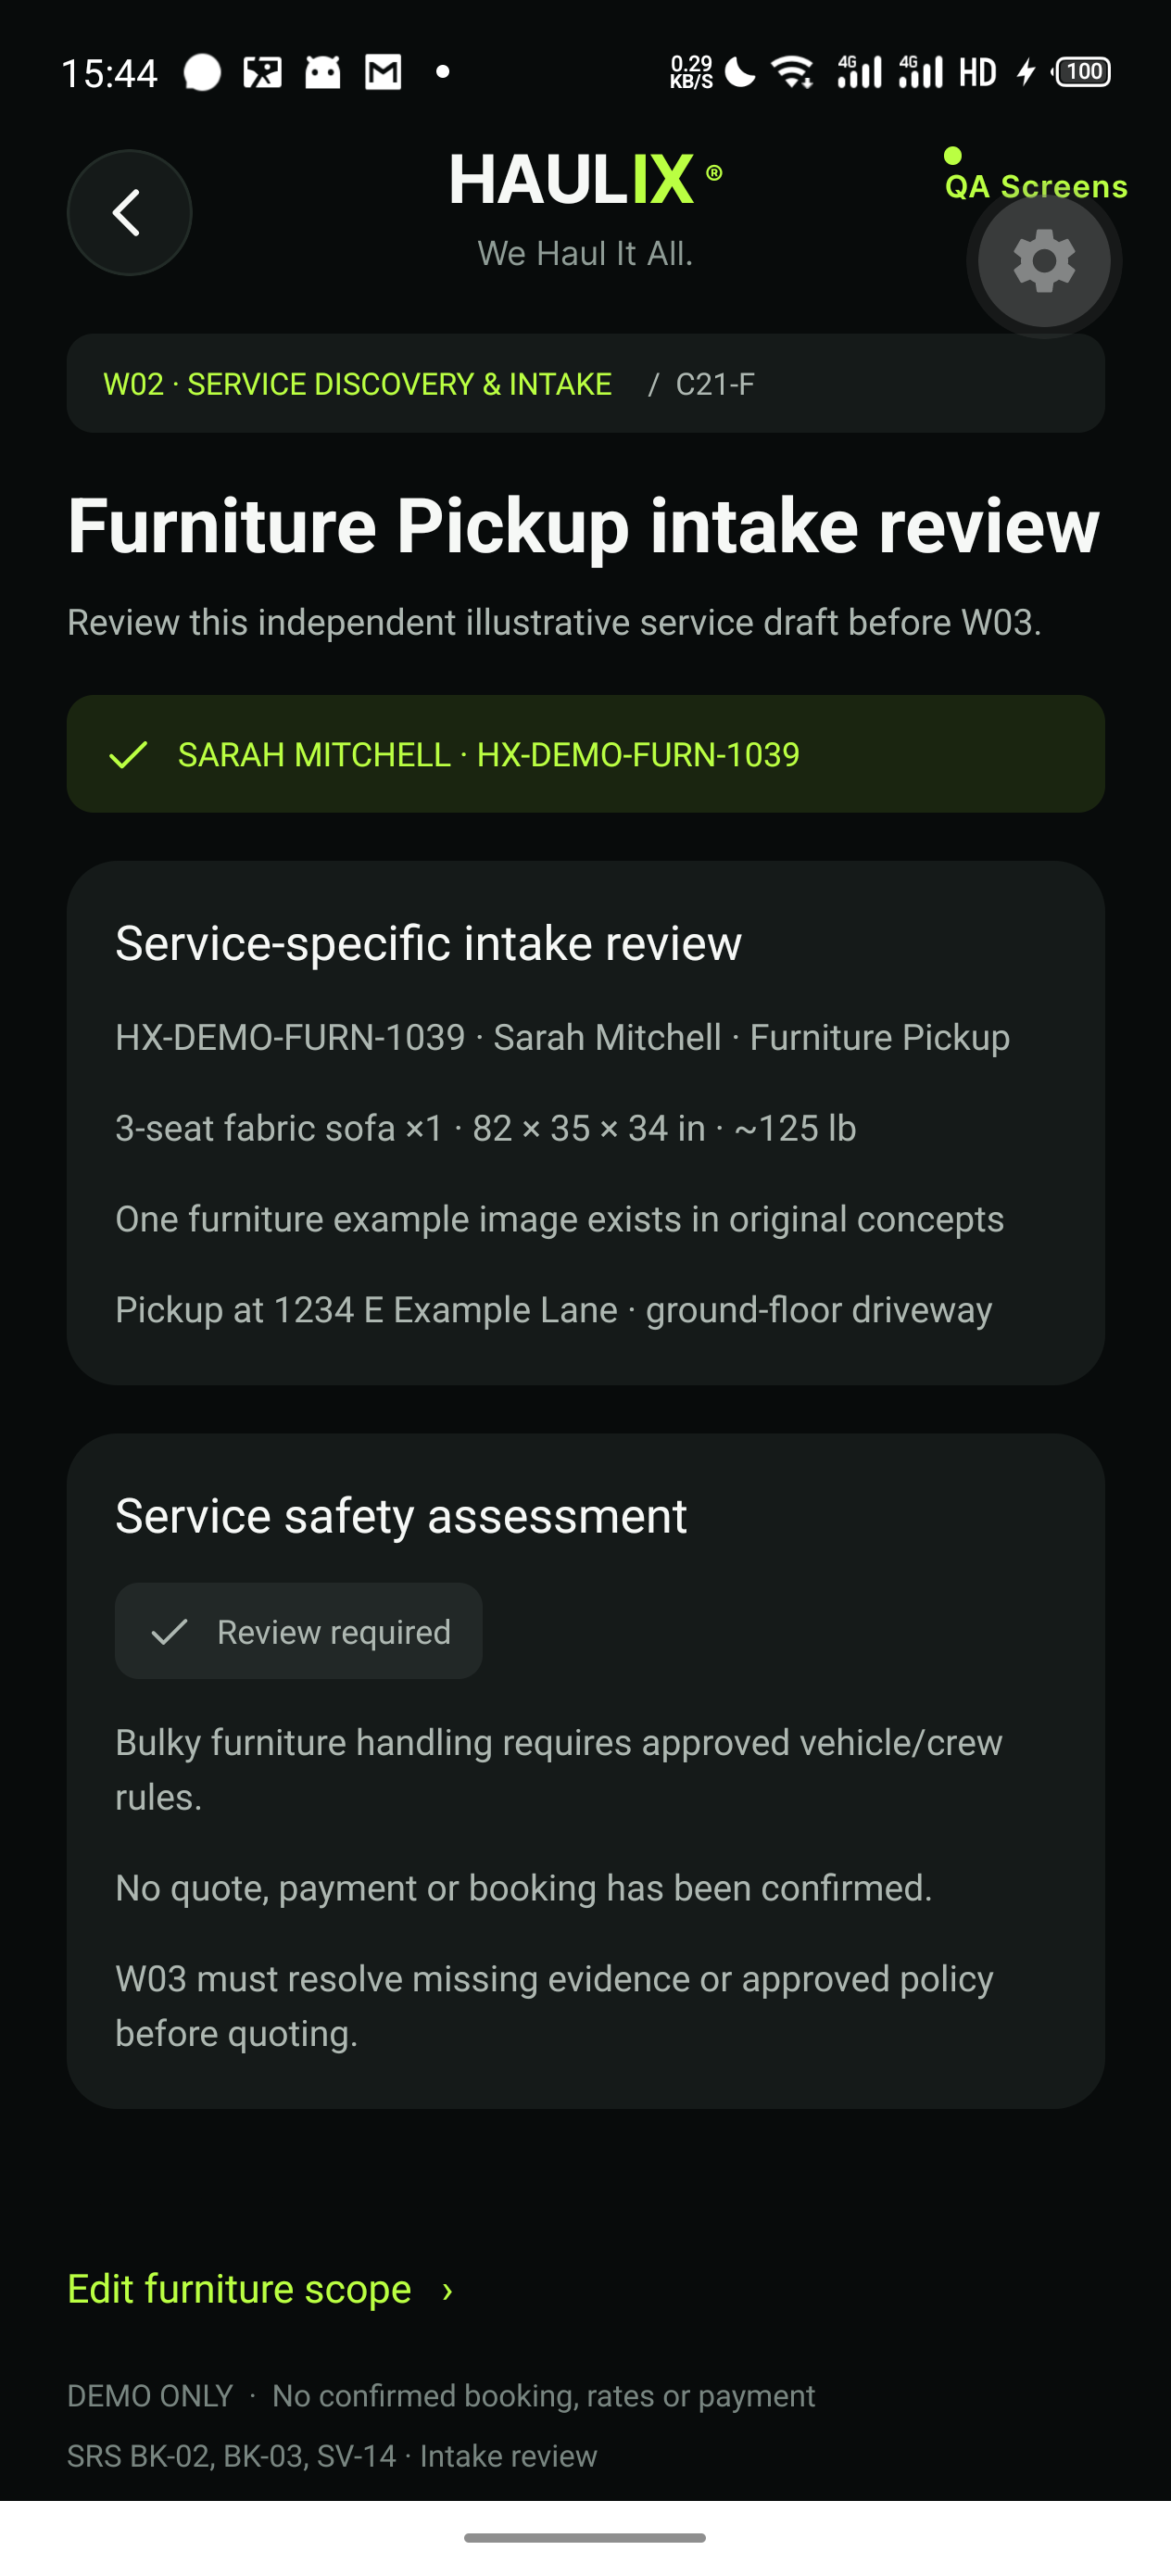 15:44
0.29 KB/S
4G
4G
HD
100
HAULIX®
We Haul It All.
QA Screens
W02 · SERVICE DISCOVERY & INTAKE / C21-F
Furniture Pickup intake review
Review this independent illustrative service draft before W03.
SARAH MITCHELL · HX-DEMO-FURN-1039
Service-specific intake review
HX-DEMO-FURN-1039 · Sarah Mitchell · Furniture Pickup
3-seat fabric sofa ×1 · 82 × 35 × 34 in · ~125 lb
One furniture example image exists in original concepts
Pickup at 1234 E Example Lane · ground-floor driveway
Service safety assessment
Review required
Bulky furniture handling requires approved vehicle/crew
rules.
No quote, payment or booking has been confirmed.
W03 must resolve missing evidence or approved policy
before quoting.
Edit furniture scope ›
DEMO ONLY · No confirmed booking, rates or payment
SRS BK-02, BK-03, SV-14 · Intake review